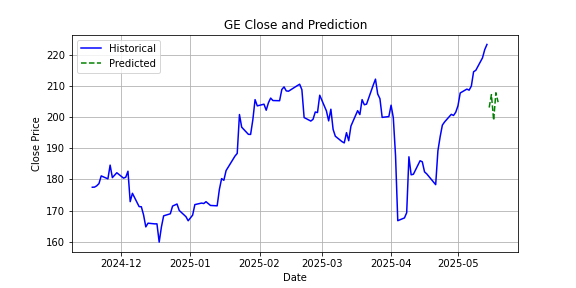 GE Close and Prediction
Historical
Predicted
Close Price
220
210
200
190
180
170
160
2024-12
2025-01
2025-02
2025-03
2025-04
2025-05
Date